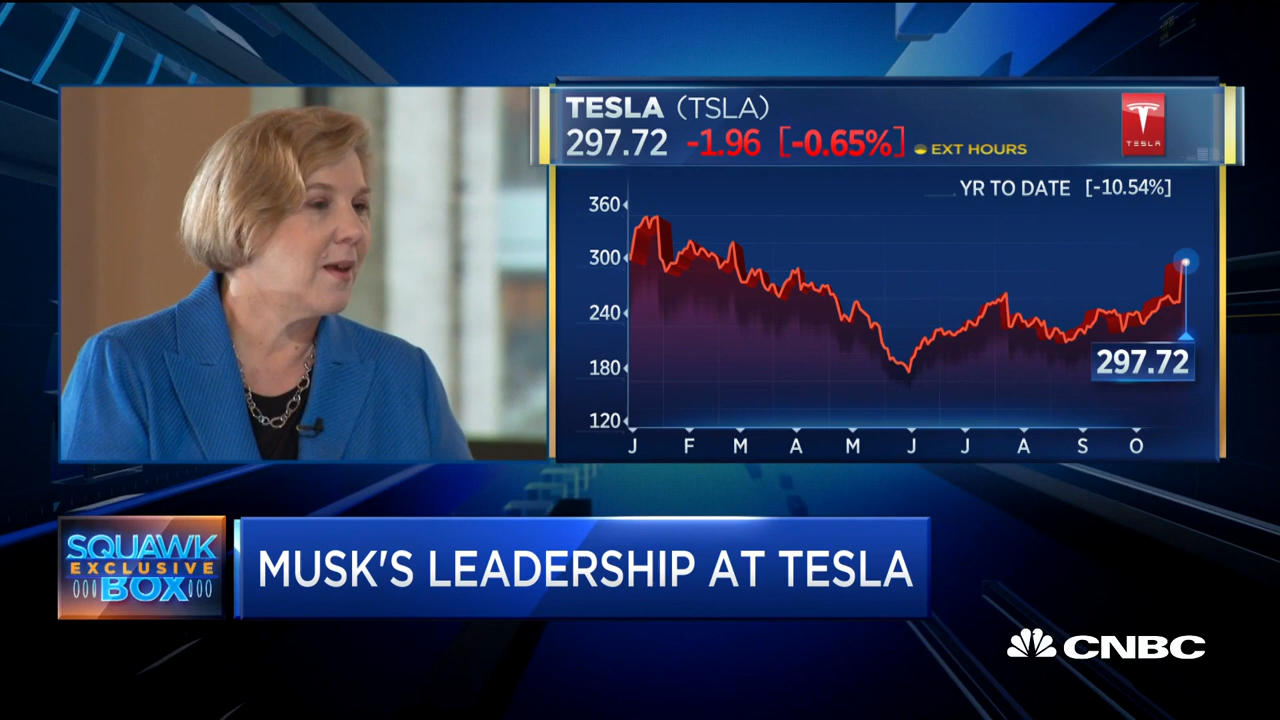 TESLA (TSLA)
297.72 -1.96 [-0.65%] EXT HOURS
TESLA
YR TO DATE [-10.54%]
360
300
240
180
120
297.72
J F M A M J J A S O
SQUAWK
EXCLUSIVE
BOX
MUSK'S LEADERSHIP AT TESLA
CNBC